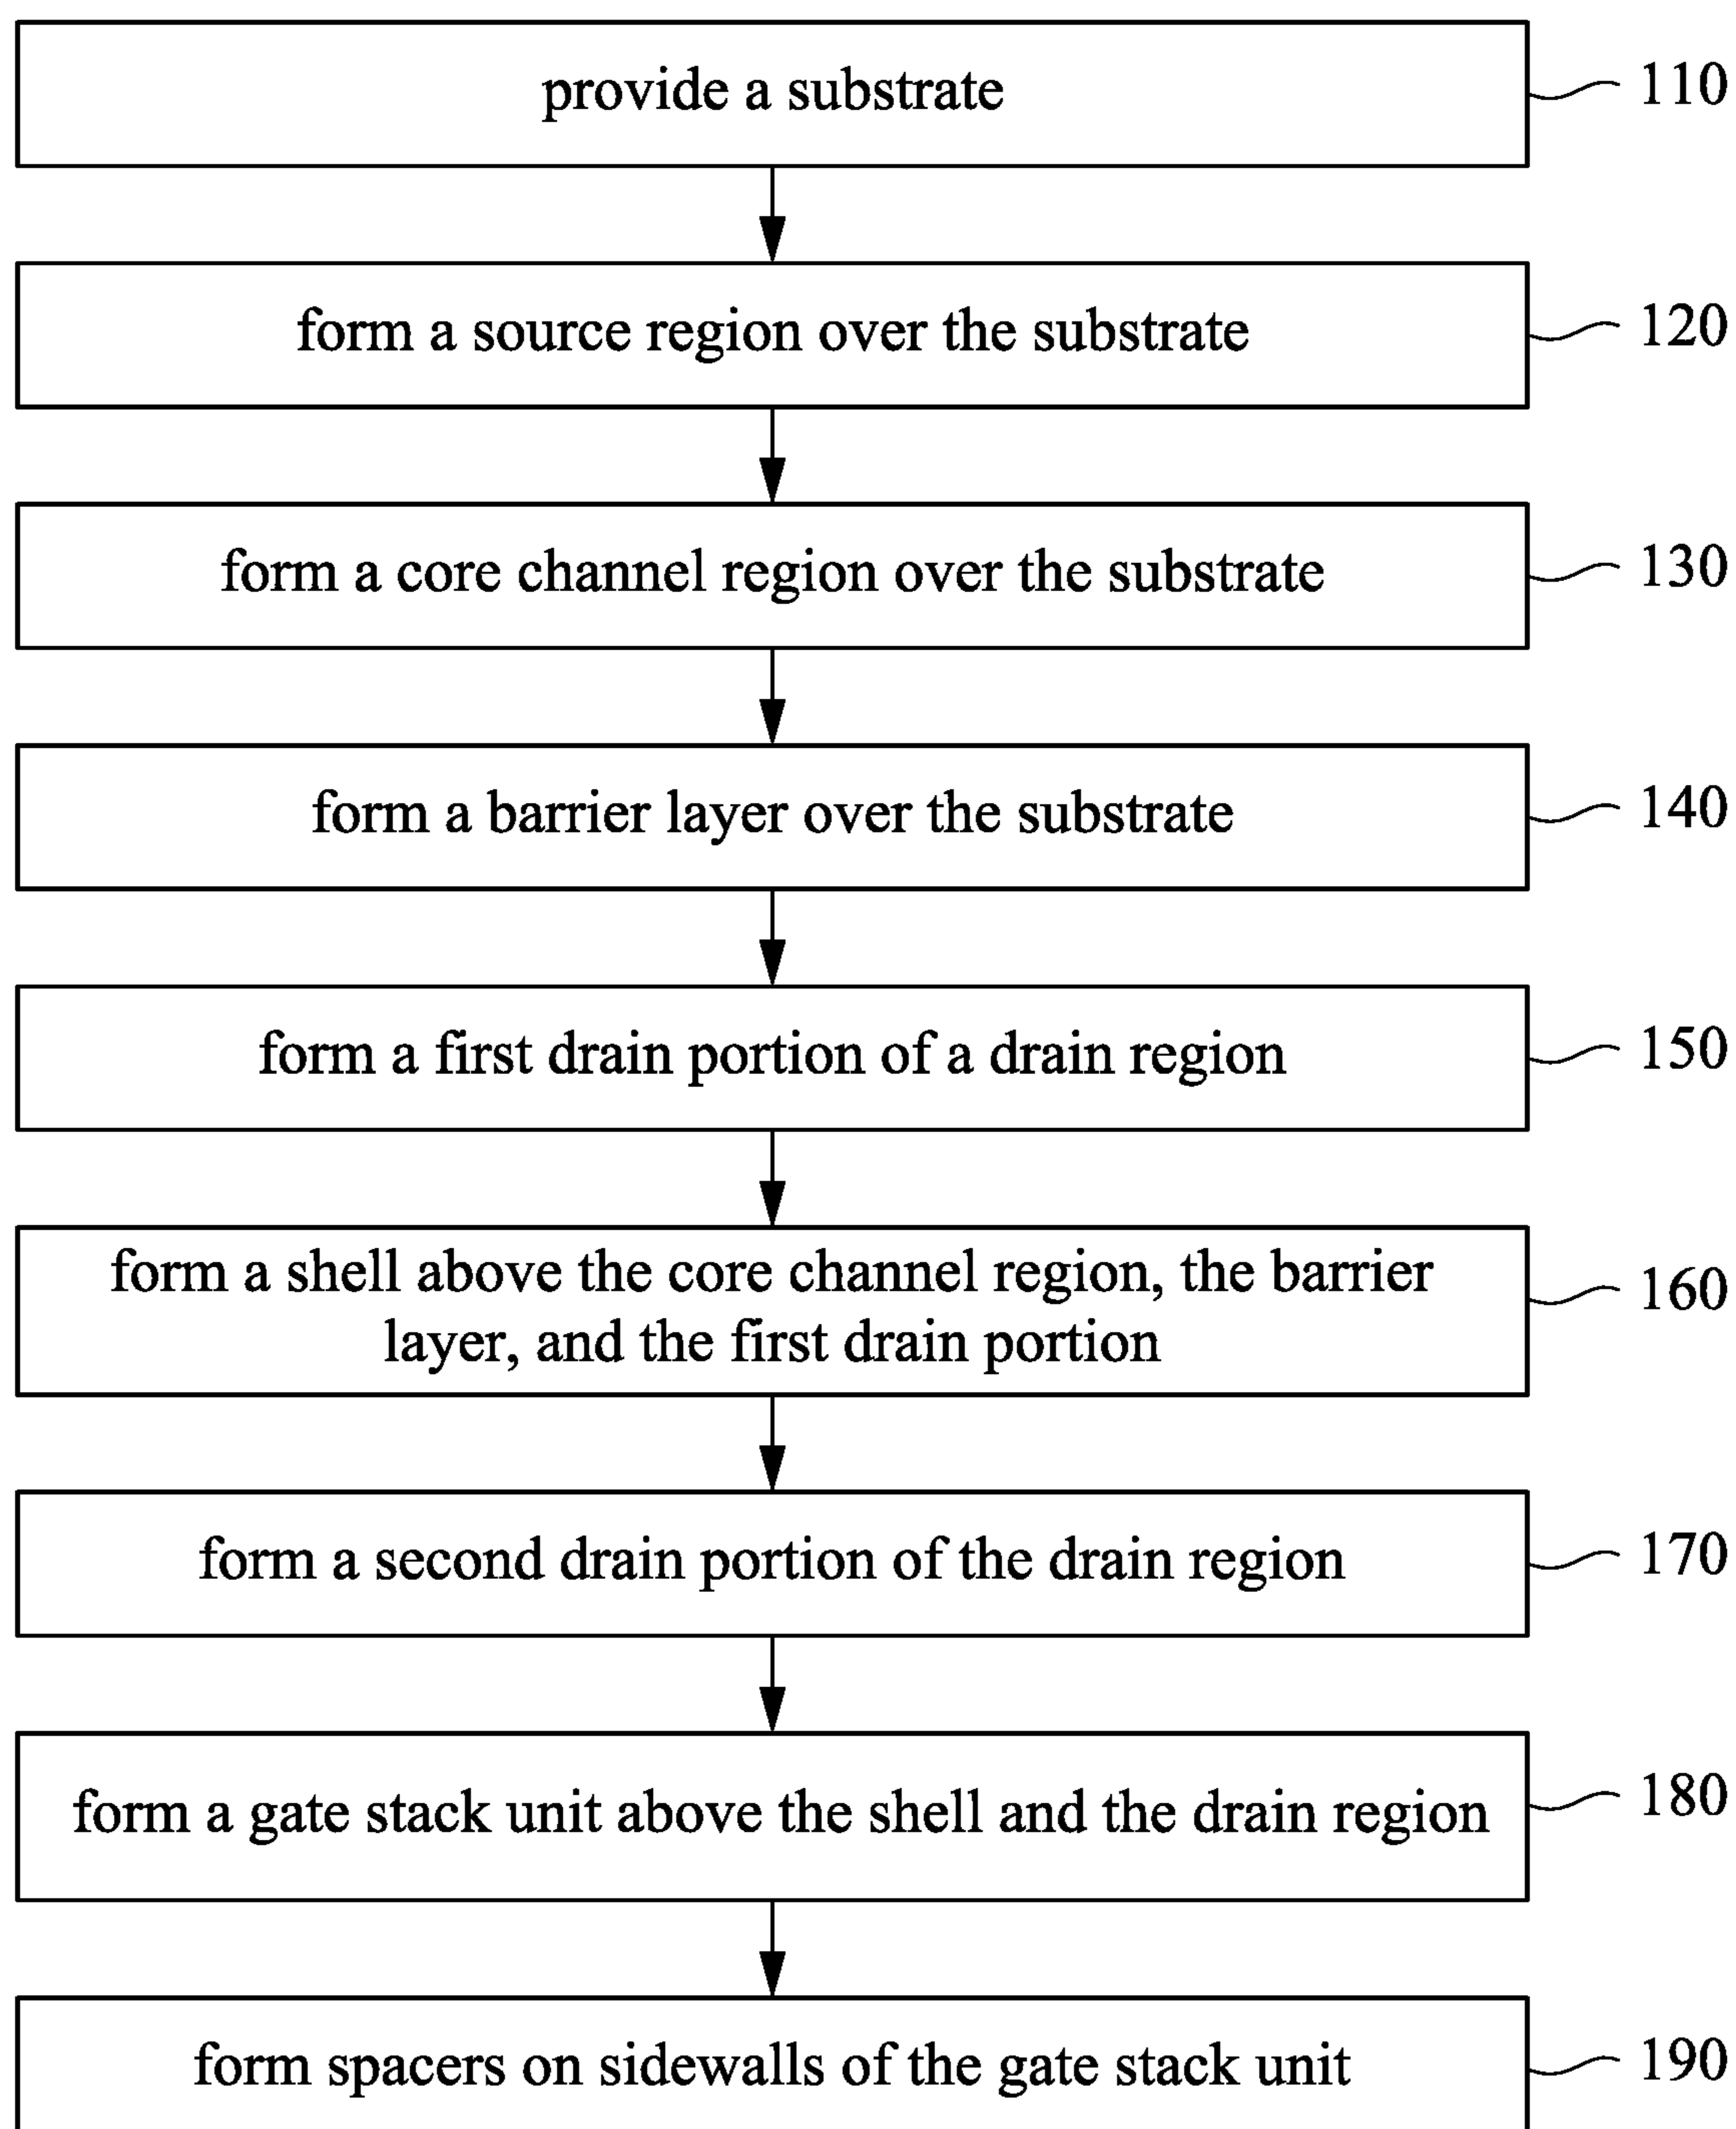 provide a substrate
110
form a source region over the substrate
120
form a core channel region over the substrate
130
form a barrier layer over the substrate
140
form a first drain portion of a drain region
150
form a shell above the core channel region, the barrier
layer, and the first drain portion
160
form a second drain portion of the drain region
170
form a gate stack unit above the shell and the drain region
180
form spacers on sidewalls of the gate stack unit
190